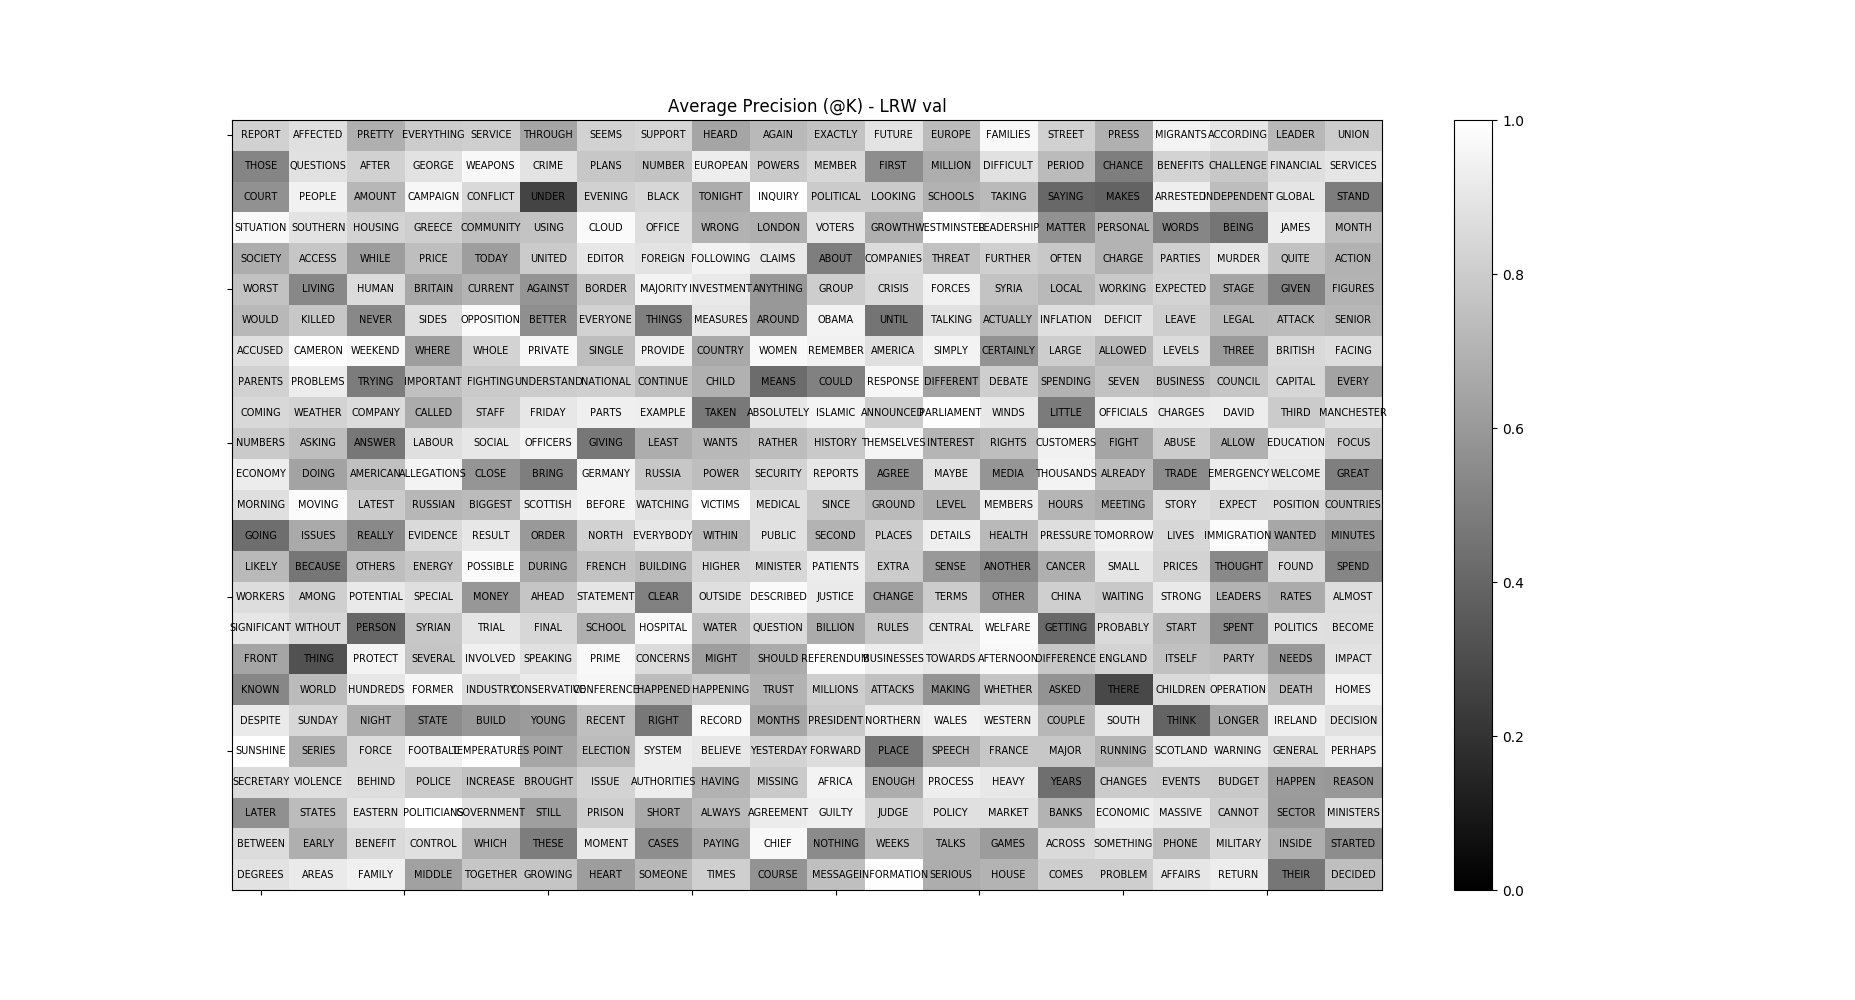 Average Precision (@K) - LRW val
REPORT AFFECTED PRETTY EVERYTHING SERVICE THROUGH SEEMS SUPPORT HEARD AGAIN EXACTLY FUTURE EUROPE FAMILIES STREET PRESS MIGRANTS ACCORDING LEADER UNION 1.0
THOSE QUESTIONS AFTER GEORGE WEAPONS CRIME PLANS NUMBER EUROPEAN POWERS MEMBER FIRST MILLION DIFFICULT PERIOD CHANCE BENEFITS CHALLENGE FINANCIAL SERVICES
COURT PEOPLE AMOUNT CAMPAIGN CONFLICT UNDER EVENING BLACK TONIGHT INQUIRY POLITICAL LOOKING SCHOOLS TAKING SAYING MAKES ARRESTED INDEPENDENT GLOBAL STAND
SITUATION SOUTHERN HOUSING GREECE COMMUNITY USING CLOUD OFFICE WRONG LONDON VOTERS GROWTH WESTMINSTER LEADERSHIP MATTER PERSONAL WORDS BEING JAMES MONTH
SOCIETY ACCESS WHILE PRICE TODAY UNITED EDITOR FOREIGN FOLLOWING CLAIMS ABOUT COMPANIES THREAT FURTHER OFTEN CHARGE PARTIES MURDER QUITE ACTION 0.8
WORST LIVING HUMAN BRITAIN CURRENT AGAINST BORDER MAJORITY INVESTMENT ANYTHING GROUP CRISIS FORCES SYRIA LOCAL WORKING EXPECTED STAGE GIVEN FIGURES
WOULD KILLED NEVER SIDES OPPOSITION BETTER EVERYONE THINGS MEASURES AROUND OBAMA UNTIL TALKING ACTUALLY INFLATION DEFICIT LEAVE LEGAL ATTACK SENIOR
ACCUSED CAMERON WEEKEND WHERE WHOLE PRIVATE SINGLE PROVIDE COUNTRY WOMEN REMEMBER AMERICA SIMPLY CERTAINLY LARGE ALLOWED LEVELS THREE BRITISH FACING
PARENTS PROBLEMS TRYING IMPORTANT FIGHTING UNDERSTAND NATIONAL CONTINUE CHILD MEANS COULD RESPONSE DIFFERENT DEBATE SPENDING SEVEN BUSINESS COUNCIL CAPITAL EVERY
COMING WEATHER COMPANY CALLED STAFF FRIDAY PARTS EXAMPLE TAKEN ABSOLUTELY ISLAMIC ANNOUNCED PARLIAMENT WINDS LITTLE OFFICIALS CHARGES DAVID THIRD MANCHESTER 0.6
NUMBERS ASKING ANSWER LABOUR SOCIAL OFFICERS GIVING LEAST WANTS RATHER HISTORY THEMSELVES INTEREST RIGHTS CUSTOMERS FIGHT ABUSE ALLOW EDUCATION FOCUS
ECONOMY DOING AMERICAN ALLEGATIONS CLOSE BRING GERMANY RUSSIA POWER SECURITY REPORTS AGREE MAYBE MEDIA THOUSANDS ALREADY TRADE EMERGENCY WELCOME GREAT
MORNING MOVING LATEST RUSSIAN BIGGEST SCOTTISH BEFORE WATCHING VICTIMS MEDICAL SINCE GROUND LEVEL MEMBERS HOURS MEETING STORY EXPECT POSITION COUNTRIES
GOING ISSUES REALLY EVIDENCE RESULT ORDER NORTH EVERYBODY WITHIN PUBLIC SECOND PLACES DETAILS HEALTH PRESSURE TOMORROW LIVES IMMIGRATION WANTED MINUTES
LIKELY BECAUSE OTHERS ENERGY POSSIBLE DURING FRENCH BUILDING HIGHER MINISTER PATIENTS EXTRA SENSE ANOTHER CANCER SMALL PRICES THOUGHT FOUND SPEND 0.4
WORKERS AMONG POTENTIAL SPECIAL MONEY AHEAD STATEMENT CLEAR OUTSIDE DESCRIBED JUSTICE CHANGE TERMS OTHER CHINA WAITING STRONG LEADERS RATES ALMOST
SIGNIFICANT WITHOUT PERSON SYRIAN TRIAL FINAL SCHOOL HOSPITAL WATER QUESTION BILLION RULES CENTRAL WELFARE GETTING PROBABLY START SPENT POLITICS BECOME
FRONT THING PROTECT SEVERAL INVOLVED SPEAKING PRIME CONCERNS MIGHT SHOULD REFERENDUM BUSINESSES TOWARDS AFTERNOON DIFFERENCE ENGLAND ITSELF PARTY NEEDS IMPACT
KNOWN WORLD HUNDREDS FORMER INDUSTRY CONSERVATIVE CONFERENCE HAPPENED HAPPENING TRUST MILLIONS ATTACKS MAKING WHETHER ASKED THERE CHILDREN OPERATION DEATH HOMES
DESPITE SUNDAY NIGHT STATE BUILD YOUNG RECENT RIGHT RECORD MONTHS PRESIDENT NORTHERN WALES WESTERN COUPLE SOUTH THINK LONGER IRELAND DECISION 0.2
SUNSHINE SERIES FORCE FOOTBALL TEMPERATURES POINT ELECTION SYSTEM BELIEVE YESTERDAY FORWARD PLACE SPEECH FRANCE MAJOR RUNNING SCOTLAND WARNING GENERAL PERHAPS
SECRETARY VIOLENCE BEHIND POLICE INCREASE BROUGHT ISSUE AUTHORITIES HAVING MISSING AFRICA ENOUGH PROCESS HEAVY YEARS CHANGES EVENTS BUDGET HAPPEN REASON
LATER STATES EASTERN POLITICIANS GOVERNMENT STILL PRISON SHORT ALWAYS AGREEMENT GUILTY JUDGE POLICY MARKET BANKS ECONOMIC MASSIVE CANNOT SECTOR MINISTERS
BETWEEN EARLY BENEFIT CONTROL WHICH THESE MOMENT CASES PAYING CHIEF NOTHING WEEKS TALKS GAMES ACROSS SOMETHING PHONE MILITARY INSIDE STARTED
DEGREES AREAS FAMILY MIDDLE TOGETHER GROWING HEART SOMEONE TIMES COURSE MESSAGE INFORMATION SERIOUS HOUSE COMES PROBLEM AFFAIRS RETURN THEIR DECIDED 0.0